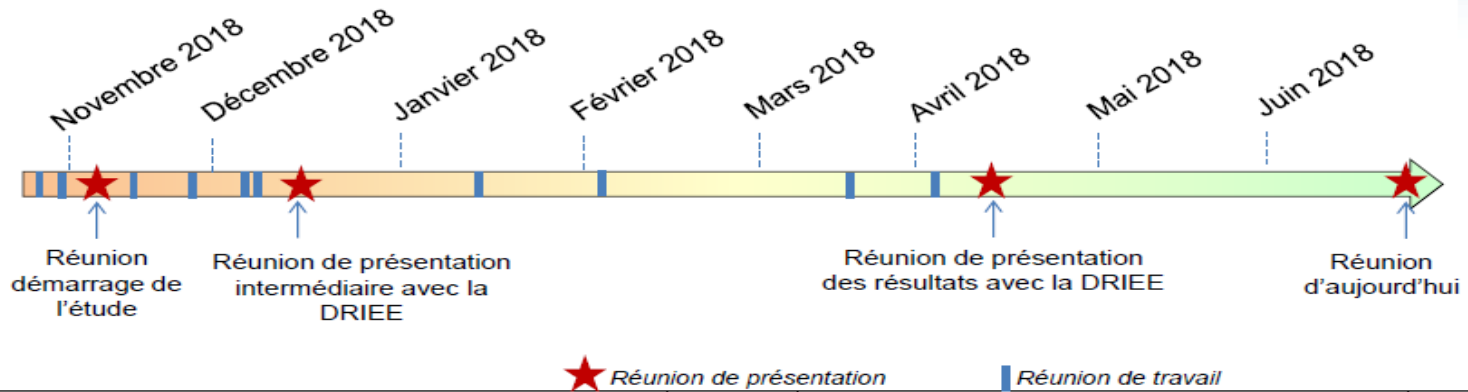 Novembre 2018
Décembre 2018
Janvier 2018
Février 2018
Mars 2018
Avril 2018
Mai 2018
Juin 2018
Réunion
démarrage de
l'étude
Réunion de présentation
intermédiaire avec la
DRIEE
Réunion de présentation
des résultats avec la DRIEE
Réunion
d'aujourd'hui
Réunion de présentation
Réunion de travail